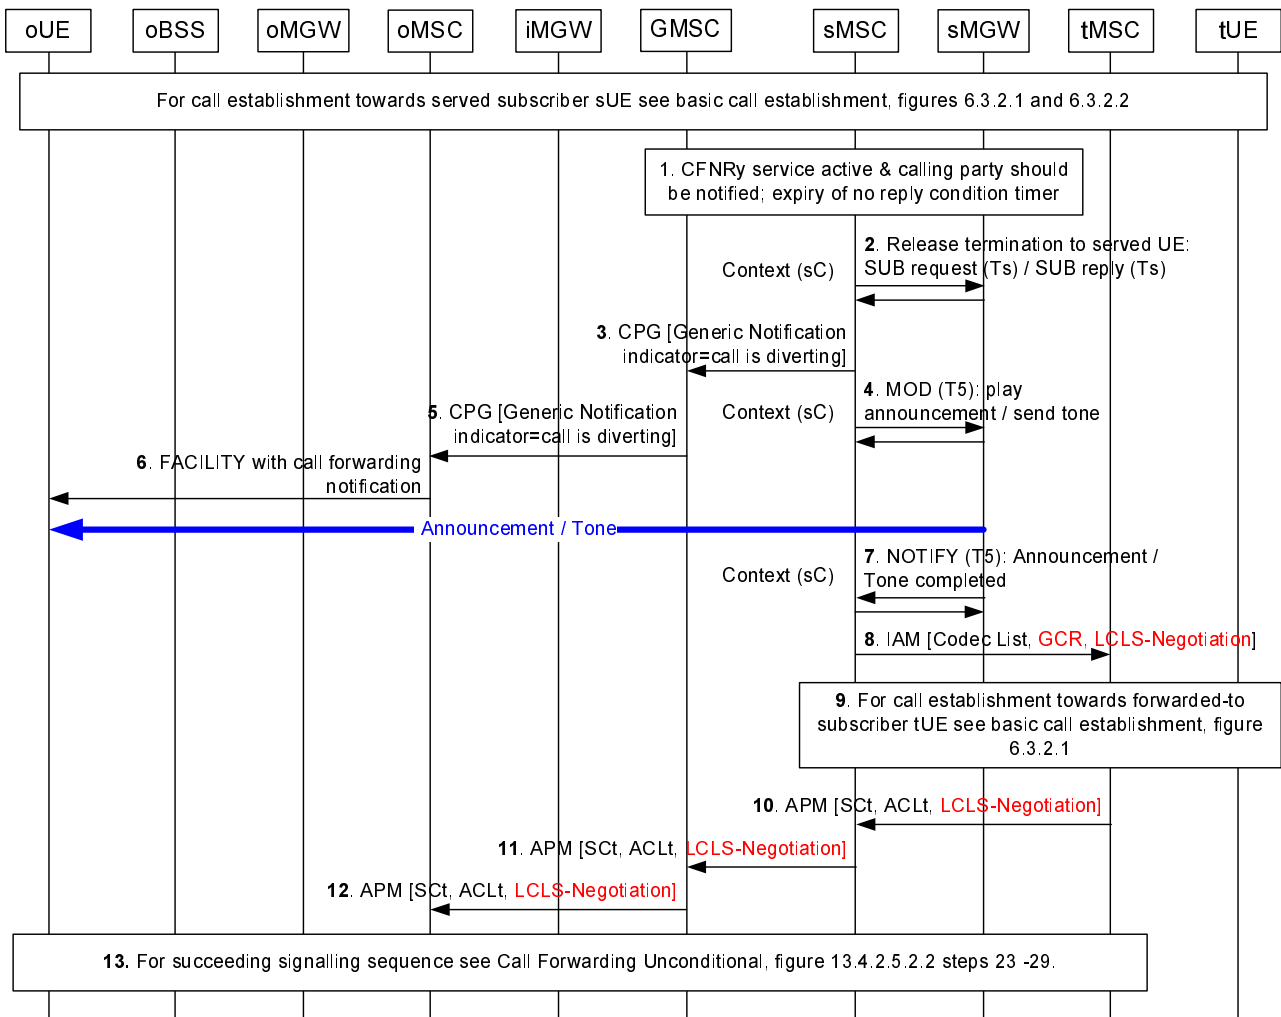 oUE oBSS oMGW oMSC iMGW GMSC sMSC sMGW tMSC tUE
For call establishment towards served subscriber sUE see basic call establishment, figures 6.3.2.1 and 6.3.2.2
1. CFNRy service active & calling party should
be notified; expiry of no reply condition timer
2. Release termination to served UE:
SUB request (Ts) / SUB reply (Ts)
Context (sC)
3. CPG [Generic Notification
indicator=call is diverting]
4. MOD (T5): play
announcement / send tone
Context (sC)
5. CPG [Generic Notification
indicator=call is diverting]
6. FACILITY with call forwarding
notification
Announcement / Tone
7. NOTIFY (T5): Announcement /
Tone completed
Context (sC)
8. IAM [Codec List, GCR, LCLS-Negotiation]
9. For call establishment towards forwarded-to
subscriber tUE see basic call establishment, figure
6.3.2.1
10. APM [SCt, ACLt, LCLS-Negotiation]
11. APM [SCt, ACLt, LCLS-Negotiation]
12. APM [SCt, ACLt, LCLS-Negotiation]
13. For succeeding signalling sequence see Call Forwarding Unconditional, figure 13.4.2.5.2.2 steps 23 -29.